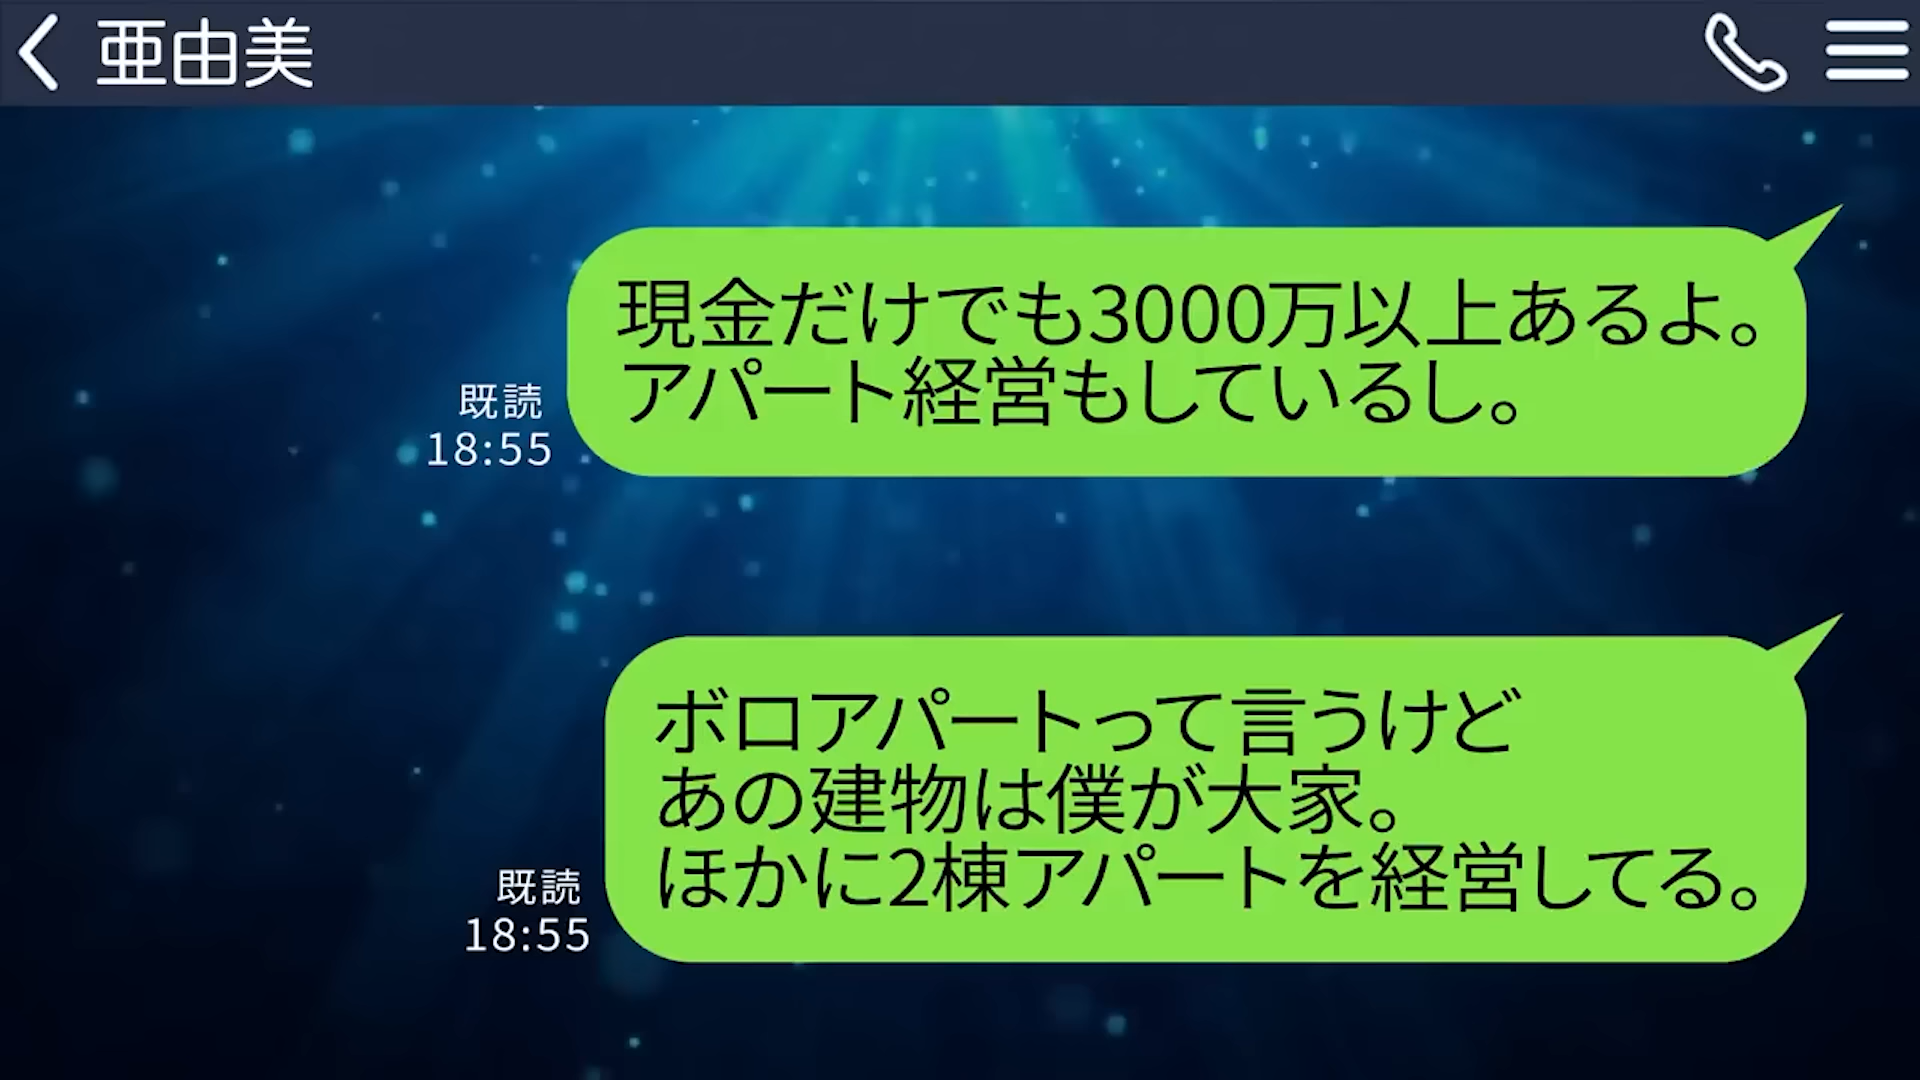 亜由美
現金だけでも3000万以上あるよ。
アパート経営もしているし。
既読
18:55
ボロアパートって言うけど
あの建物は僕が大家。
ほかに2棟アパートを経営してる。
既読
18:55